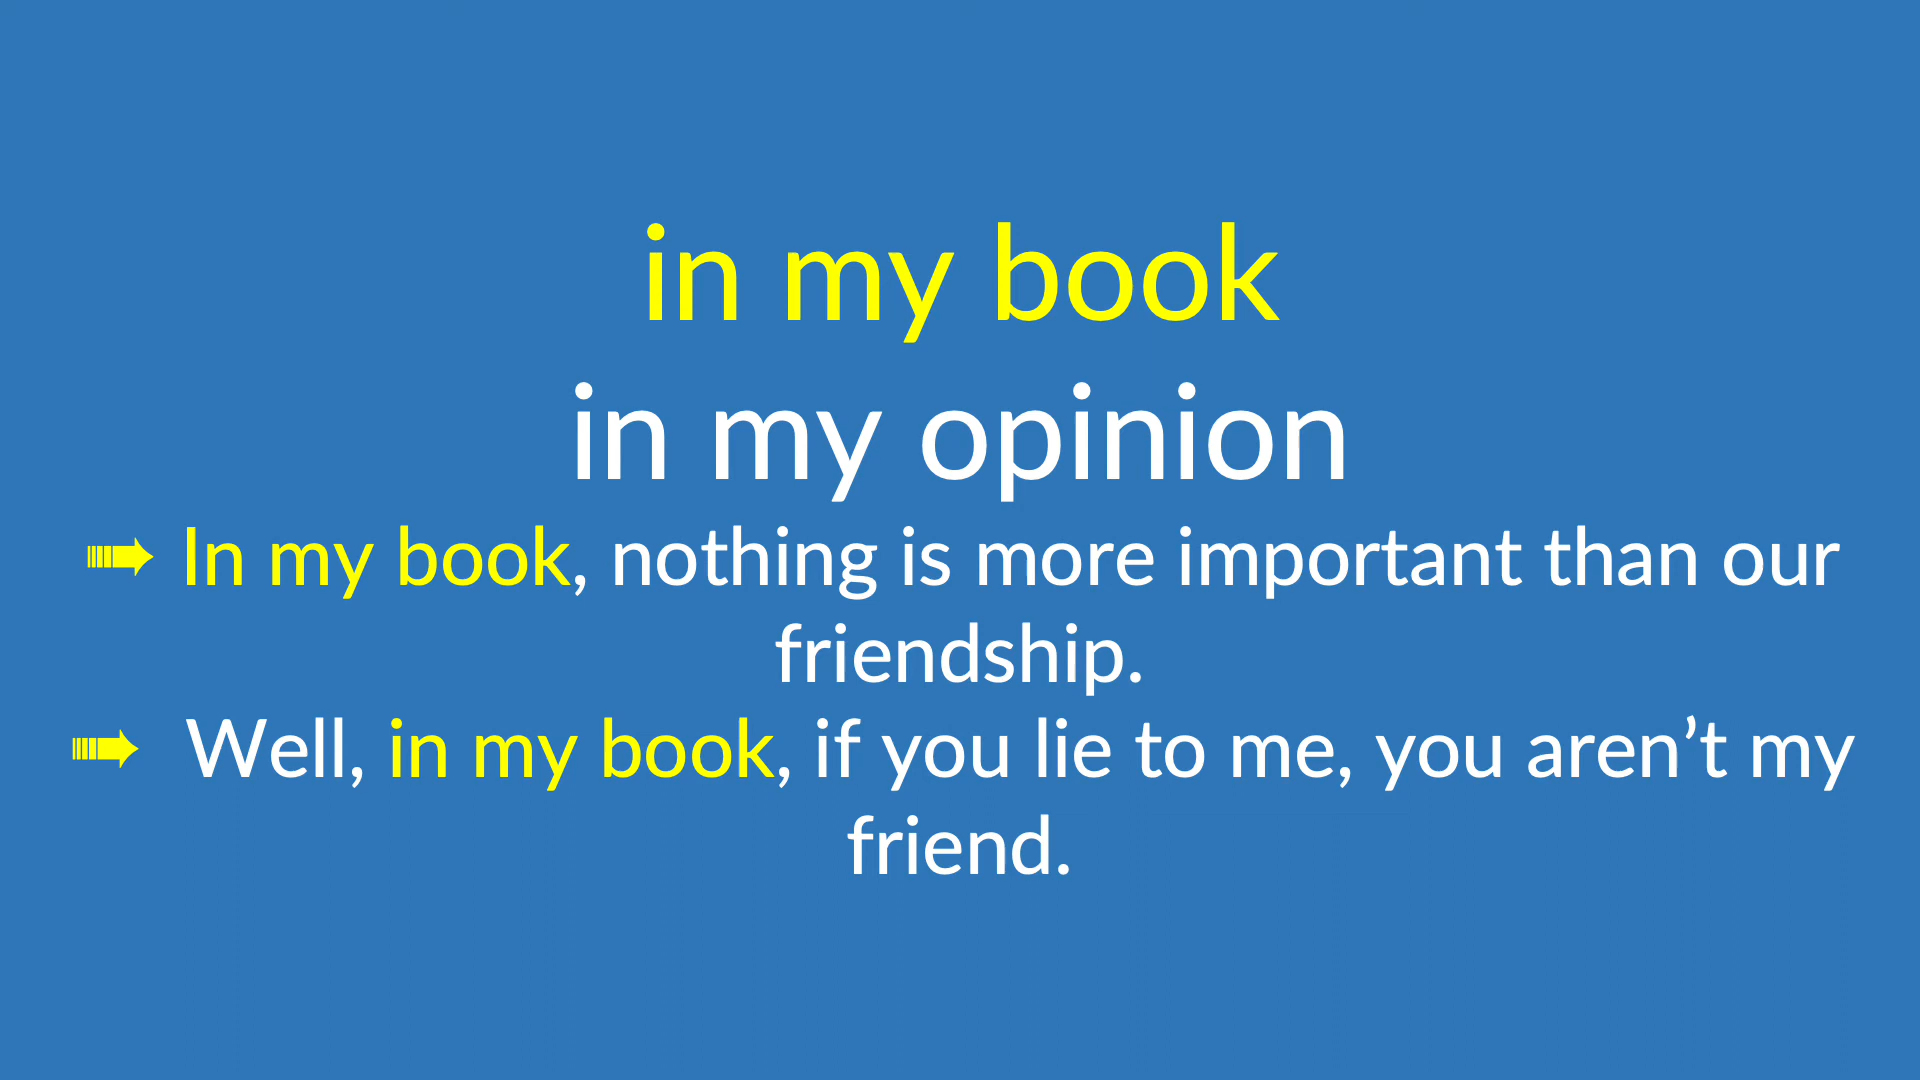 in my book
in my opinion
➠ In my book, nothing is more important than our
friendship.
➠ Well, in my book, if you lie to me, you aren’t my
friend.